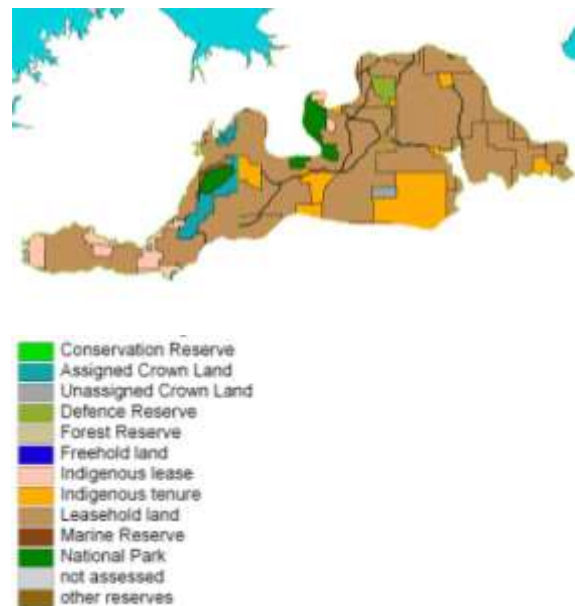 Conservation Reserve
Assigned Crown Land
Unassigned Crown Land
Defence Reserve
Forest Reserve
Freehold land
Indigenous lease
Indigenous tenure
Leasehold land
Marine Reserve
National Park
not assessed
other reserves